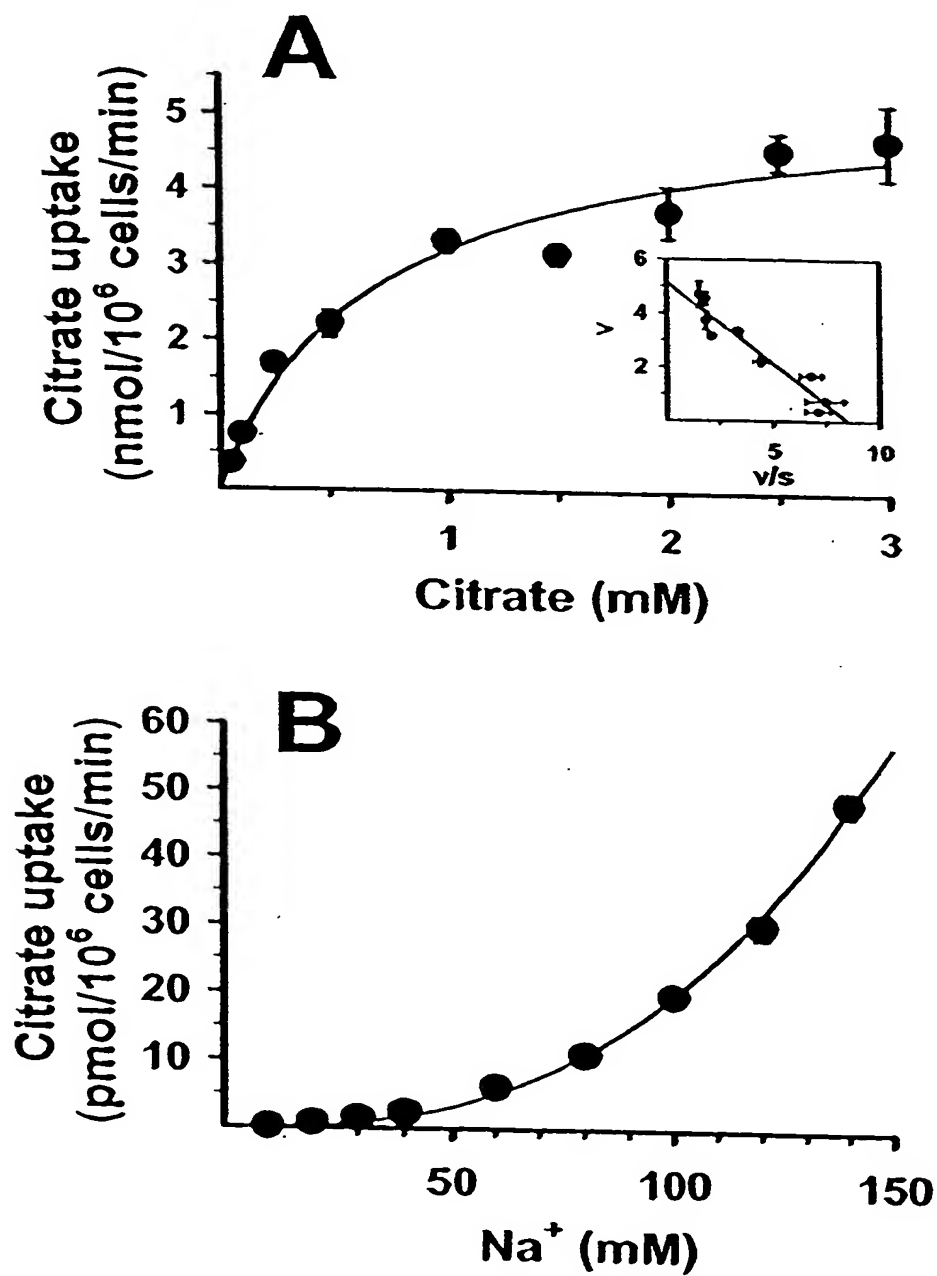 A
Citrate uptake
(nmol/10⁶ cells/min)
5
4
3
2
1
6
4
2
v
5
10
v/s
1
2
3
Citrate (mM)
B
Citrate uptake
(pmol/10⁶ cells/min)
60
50
40
30
20
10
50
100
150
Na⁺ (mM)